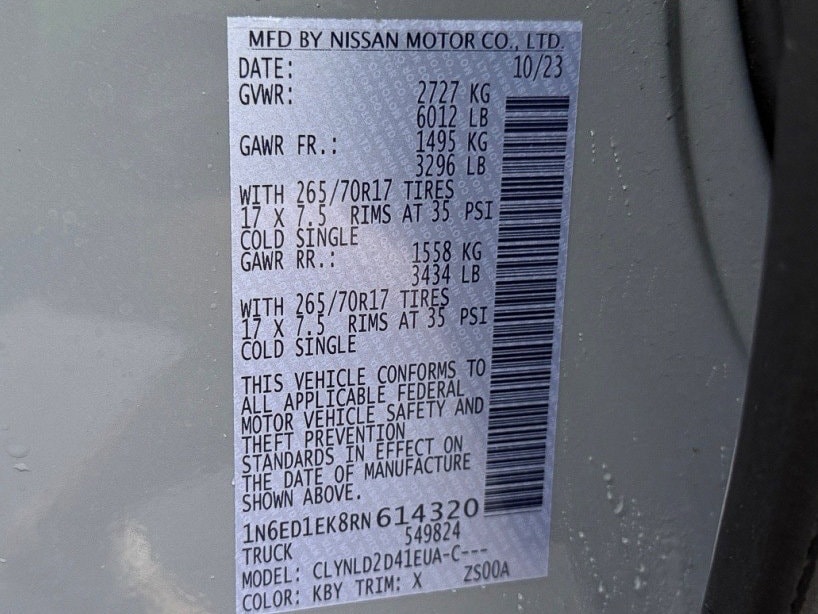 MFD BY NISSAN MOTOR CO., LTD.
DATE: 10/23
GVWR: 2727 KG
6012 LB
GAWR FR.: 1495 KG
3296 LB
WITH 265/70R17 TIRES
17 X 7.5 RIMS AT 35 PSI
COLD SINGLE
GAWR RR.: 1558 KG
3434 LB
WITH 265/70R17 TIRES
17 X 7.5 RIMS AT 35 PSI
COLD SINGLE
THIS VEHICLE CONFORMS TO
ALL APPLICABLE FEDERAL
MOTOR VEHICLE SAFETY AND
THEFT PREVENTION
STANDARDS IN EFFECT ON
THE DATE OF MANUFACTURE
SHOWN ABOVE.
1N6ED1EK8RN614320
TRUCK 549824
MODEL: CLYNLD2D41EUA-C---
COLOR: KBY TRIM: X ZS00A